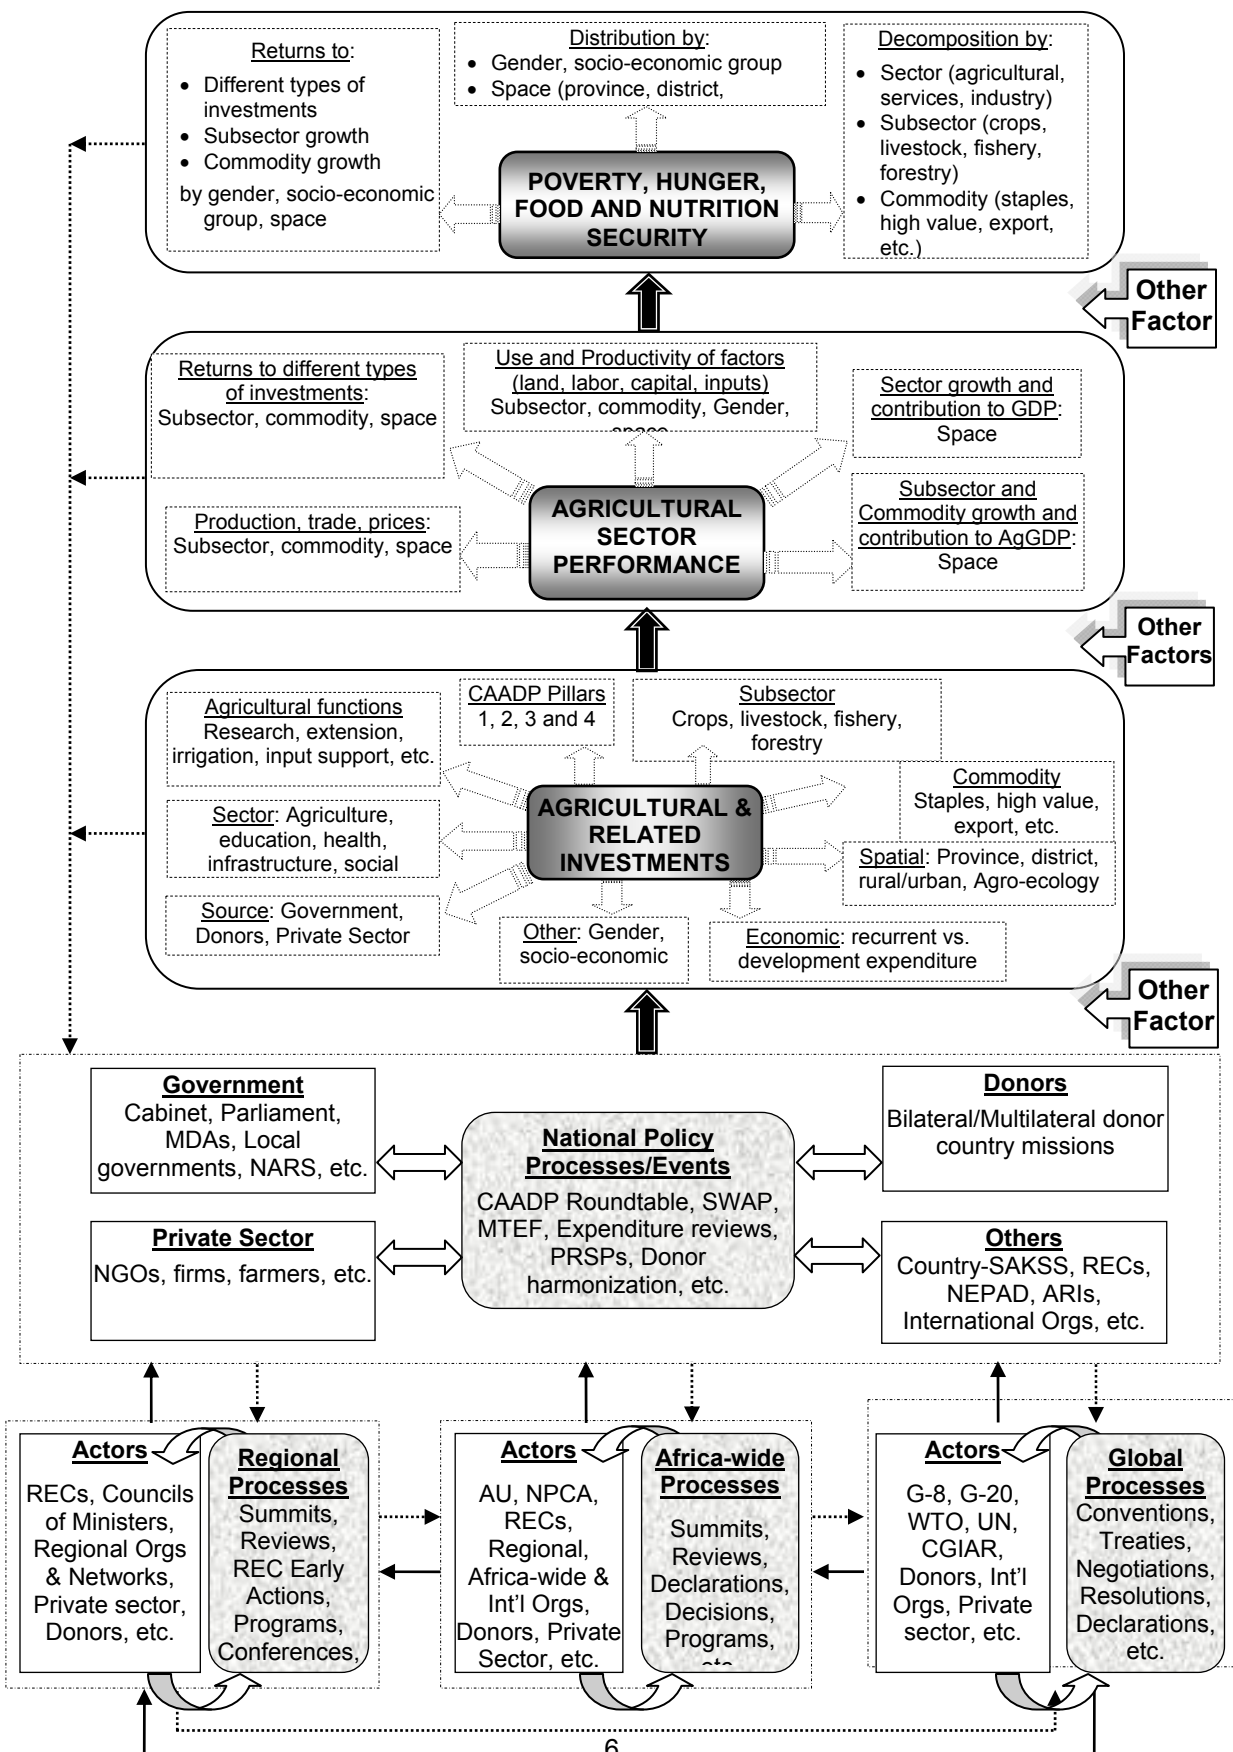 Returns to:
Different types of
investments
Subsector growth
Commodity growth
by gender, socio-economic
group, space
Distribution by:
Gender, socio-economic group
Space (province, district,
Decomposition by:
Sector (agricultural,
services, industry)
Subsector (crops,
livestock, fishery,
forestry)
Commodity (staples,
high value, export,
etc.)
POVERTY, HUNGER,
FOOD AND NUTRITION
SECURITY
Other
Factor
Returns to different types
of investments:
Subsector, commodity, space
Use and Productivity of factors
(land, labor, capital, inputs)
Subsector, commodity, Gender,
space
Sector growth and
contribution to GDP:
Space
Production, trade, prices:
Subsector, commodity, space
AGRICULTURAL
SECTOR
PERFORMANCE
Subsector and
Commodity growth and
contribution to AgGDP:
Space
Other
Factors
Agricultural functions
Research, extension,
irrigation, input support, etc.
CAADP Pillars
1, 2, 3 and 4
Subsector
Crops, livestock, fishery,
forestry
Sector: Agriculture,
education, health,
infrastructure, social
AGRICULTURAL &
RELATED
INVESTMENTS
Commodity
Staples, high value,
export, etc.
Spatial: Province, district,
rural/urban, Agro-ecology
Source: Government,
Donors, Private Sector
Other: Gender,
socio-economic
Economic: recurrent vs.
development expenditure
Other
Factor
Government
Cabinet, Parliament,
MDAs, Local
governments, NARS, etc.
Private Sector
NGOs, firms, farmers, etc.
National Policy
Processes/Events
CAADP Roundtable, SWAP,
MTEF, Expenditure reviews,
PRSPs, Donor
harmonization, etc.
Donors
Bilateral/Multilateral donor
country missions
Others
Country-SAKSS, RECs,
NEPAD, ARIs,
International Orgs, etc.
Actors
RECs, Councils
of Ministers,
Regional Orgs
& Networks,
Private sector,
Donors, etc.
Regional
Processes
Summits,
Reviews,
REC Early
Actions,
Programs,
Conferences,
Actors
AU, NPCA,
RECs,
Regional,
Africa-wide &
Int'l Orgs,
Donors, Private
Sector, etc.
Africa-wide
Processes
Summits,
Reviews,
Declarations,
Decisions,
Programs,
etc
Actors
G-8, G-20,
WTO, UN,
CGIAR,
Donors, Int'l
Orgs, Private
sector, etc.
Global
Processes
Conventions,
Treaties,
Negotiations,
Resolutions,
Declarations,
etc.
6